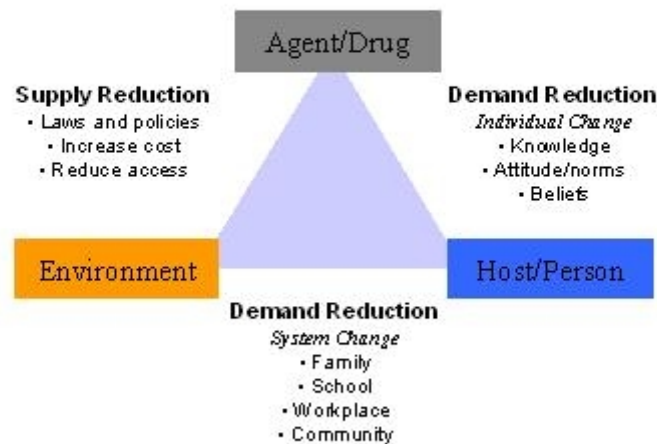 Agent/Drug
Supply Reduction
• Laws and policies
• Increase cost
• Reduce access
Demand Reduction
Individual Change
• Knowledge
• Attitude/norms
• Beliefs
Environment
Host/Person
Demand Reduction
System Change
• Family
• School
• Workplace
• Community